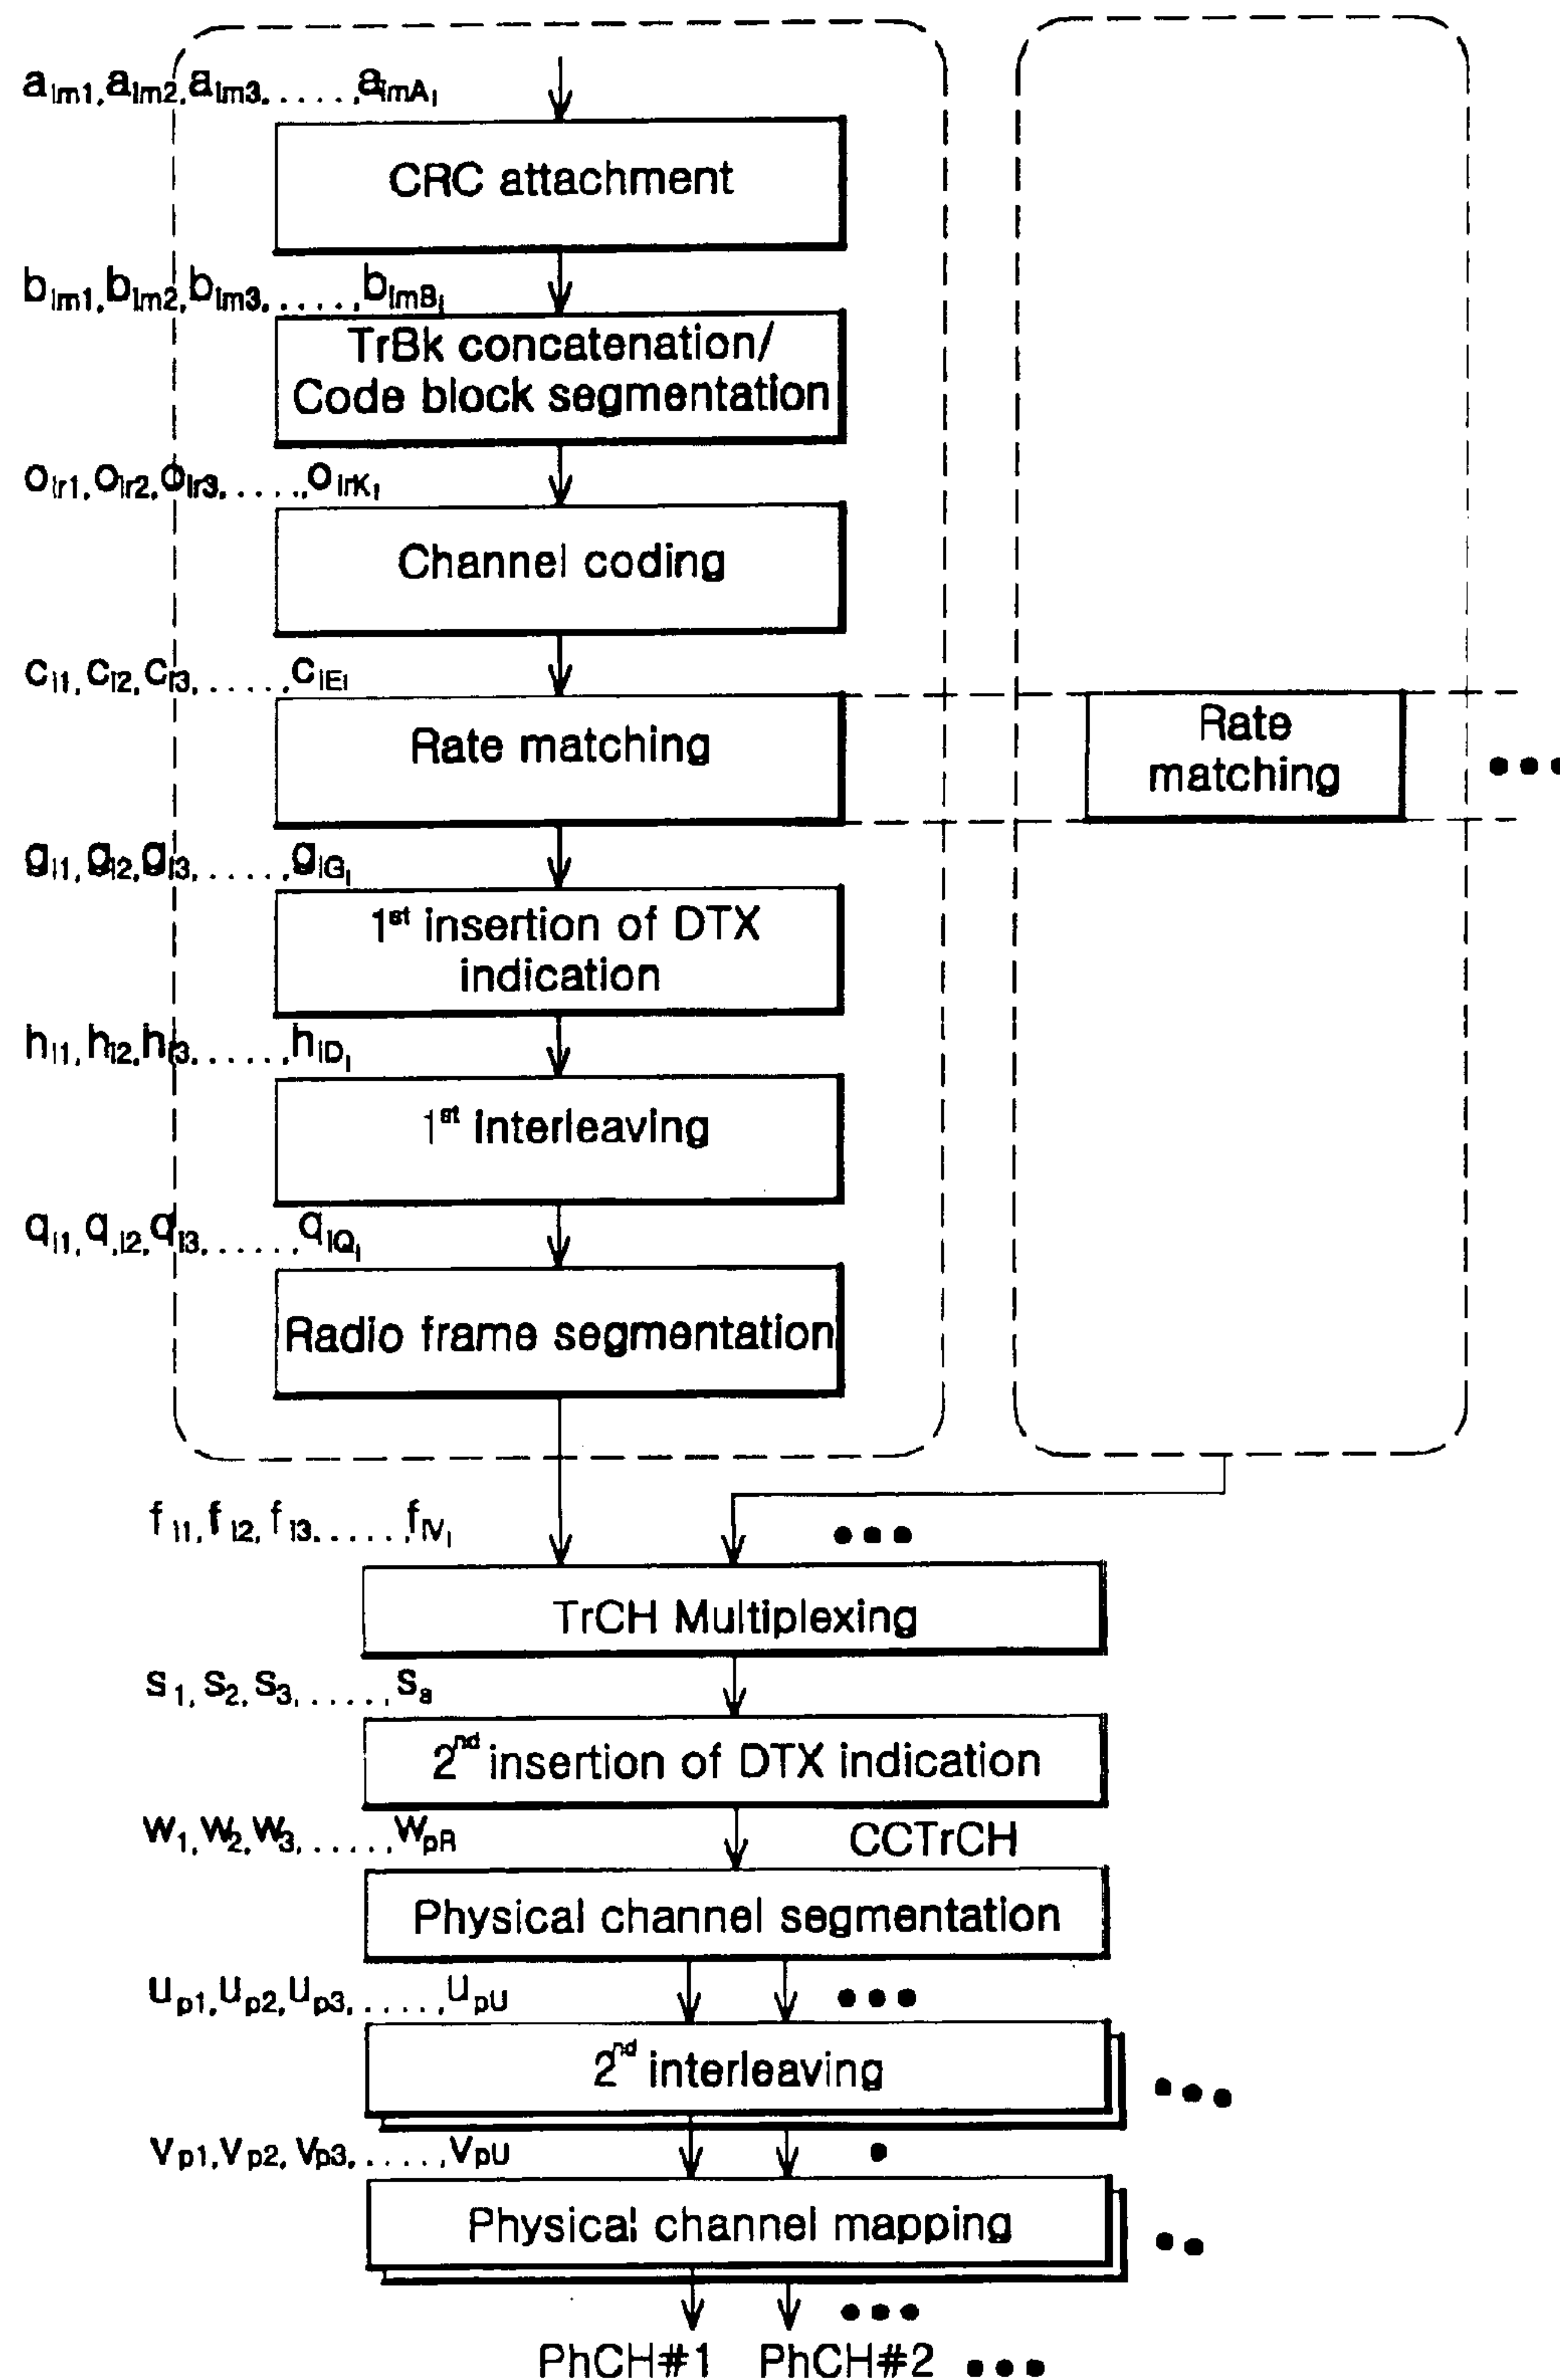 a_im1, a_im2, a_im3, ....., a_imA_i
CRC attachment
b_im1, b_im2, b_im3, ....., b_imB_i
TrBk concatenation/
Code block segmentation
o_ir1, o_ir2, o_ir3, ....., o_irK_i
Channel coding
c_i1, c_i2, c_i3, ....., c_iE_i
Rate matching
Rate
matching
•••
g_i1, g_i2, g_i3, ....., g_iG_i
1st insertion of DTX
indication
h_i1, h_i2, h_i3, ....., h_iD_i
1st interleaving
q_i1, q_i2, q_i3, ....., q_iQ_i
Radio frame segmentation
f_i1, f_i2, f_i3, ....., f_iV_i
•••
TrCH Multiplexing
s_1, s_2, s_3, ....., s_a
2nd insertion of DTX indication
w_1, w_2, w_3, ....., w_pR
CCTrCH
Physical channel segmentation
u_p1, u_p2, u_p3, ....., u_pU
•••
2nd interleaving
•••
v_p1, v_p2, v_p3, ....., v_pU
•
Physical channel mapping
••
•••
PhCH#1 PhCH#2 •••